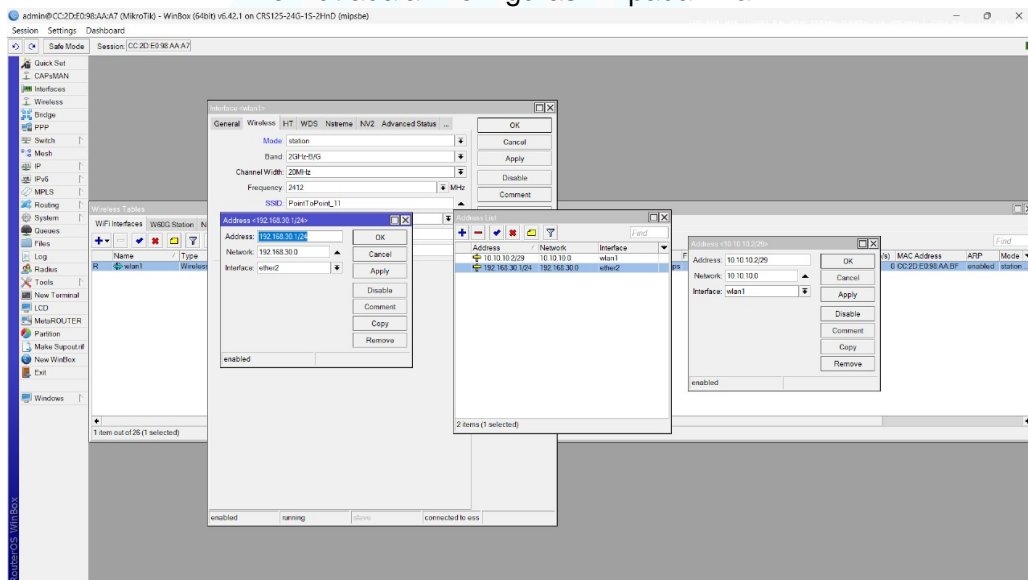 admin@CC:2D:E0:98:AA:A7 (MikroTik) - WinBox (64bit) v6.42.1 on CRS125-24G-1S-2HnD (mipsbe)
Session Settings Dashboard
Safe Mode Session: CC:2D:E0:98:AA:A7
Quick Set
CAPsMAN
Interfaces
Wireless
Bridge
PPP
Switch
Mesh
IP
IPv6
MPLS
Routing
System
Queues
Files
Log
Radius
Tools
New Terminal
LCD
MetaROUTER
Partition
Make Supout.rif
New WinBox
Exit
Windows
RouterOS WinBox
Interface <wlan1>
General Wireless HT WDS Nstreme NV2 Advanced Status ...
Mode: station
Band: 2GHz-B/G
Channel Width: 20MHz
Frequency: 2412 MHz
SSID: PointToPoint_11
OK
Cancel
Apply
Disable
Comment
enabled running slave connected to ess
Wireless Tables
WiFi Interfaces W60G Station N
Find
Name Type
R wlan1 Wireless
(s) MAC Address ARP Mode
0 CC:2D:E0:98:AA:BF enabled station
1 item out of 26 (1 selected)
Address <192.168.30.1/24>
Address: 192.168.30.1/24
Network: 192.168.30.0
Interface: ether2
OK
Cancel
Apply
Disable
Comment
Copy
Remove
enabled
Address List
Find
Address Network Interface
10.10.10.2/29 10.10.10.0 wlan1
192.168.30.1/24 192.168.30.0 ether2
2 items (1 selected)
Address <10.10.10.2/29>
Address: 10.10.10.2/29
Network: 10.10.10.0
Interface: wlan1
OK
Cancel
Apply
Disable
Comment
Copy
Remove
enabled